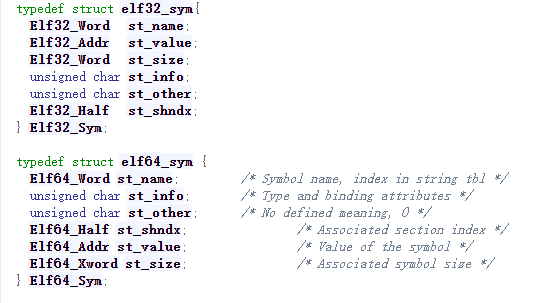 typedef struct elf32_sym{
Elf32_Word st_name;
Elf32_Addr st_value;
Elf32_Word st_size;
unsigned char st_info;
unsigned char st_other;
Elf32_Half st_shndx;
} Elf32_Sym;
typedef struct elf64_sym {
Elf64_Word st_name; /* Symbol name, index in string tbl */
unsigned char st_info; /* Type and binding attributes */
unsigned char st_other; /* No defined meaning, 0 */
Elf64_Half st_shndx; /* Associated section index */
Elf64_Addr st_value; /* Value of the symbol */
Elf64_Xword st_size; /* Associated symbol size */
} Elf64_Sym;